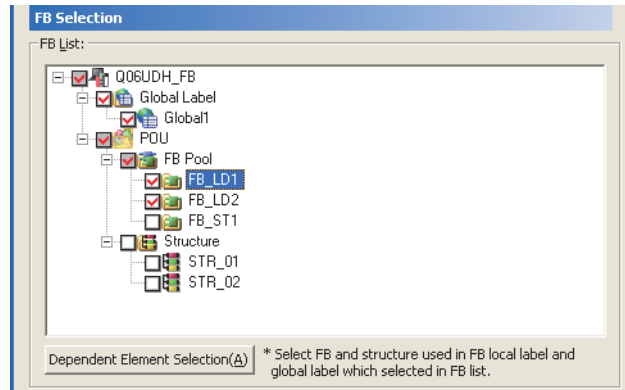 FB Selection
FB List:
Q06UDH_FB
Global Label
Global1
POU
FB Pool
FB_LD1
FB_LD2
FB_ST1
Structure
STR_01
STR_02
Dependent Element Selection(A)
* Select FB and structure used in FB local label and
global label which selected in FB list.